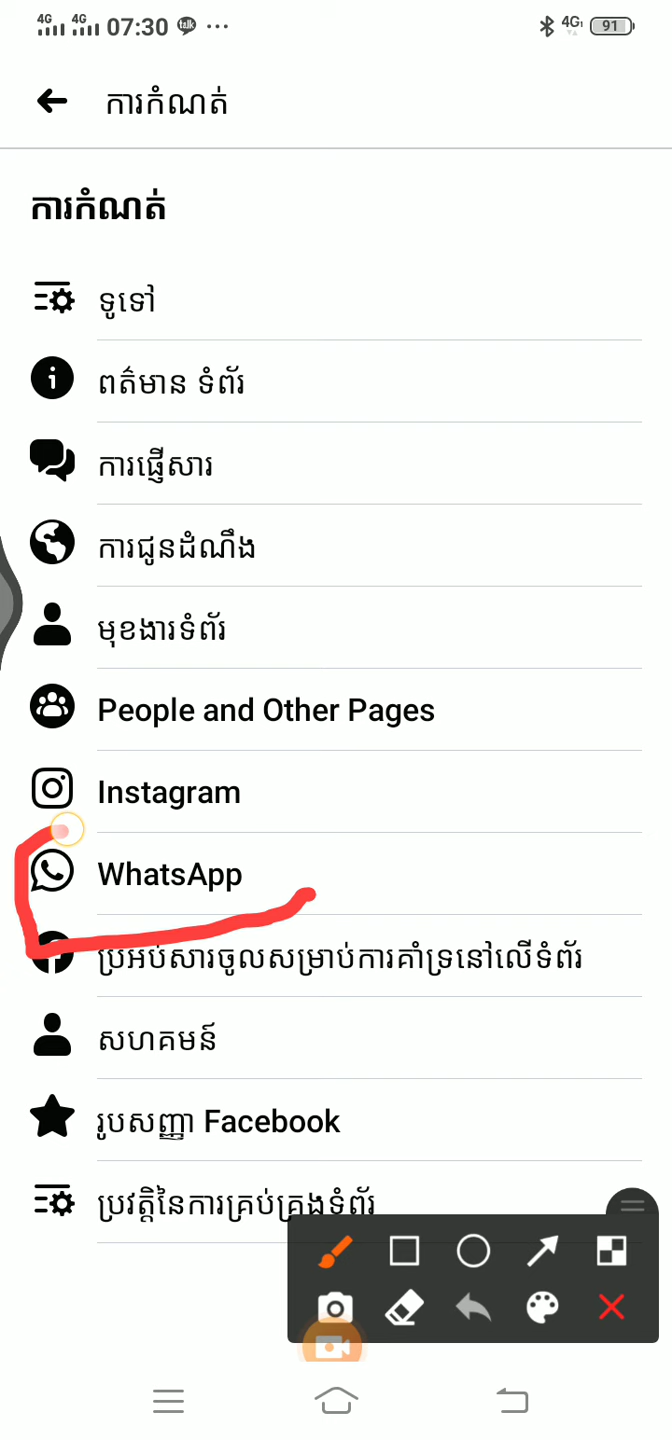 4G 4G 07:30 talk ... 4G 91
ការកំណត់
ការកំណត់
ទូទៅ
ពត៌មាន ទំព័រ
ការផ្ញើសារ
ការជូនដំណឹង
មុខងារទំព័រ
People and Other Pages
Instagram
WhatsApp
ប្រអប់សារចូលសម្រាប់ការគាំទ្រនៅលើទំព័រ
សហគមន៍
រូបសញ្ញា Facebook
ប្រវត្តិនៃការគ្រប់គ្រងទំព័រ